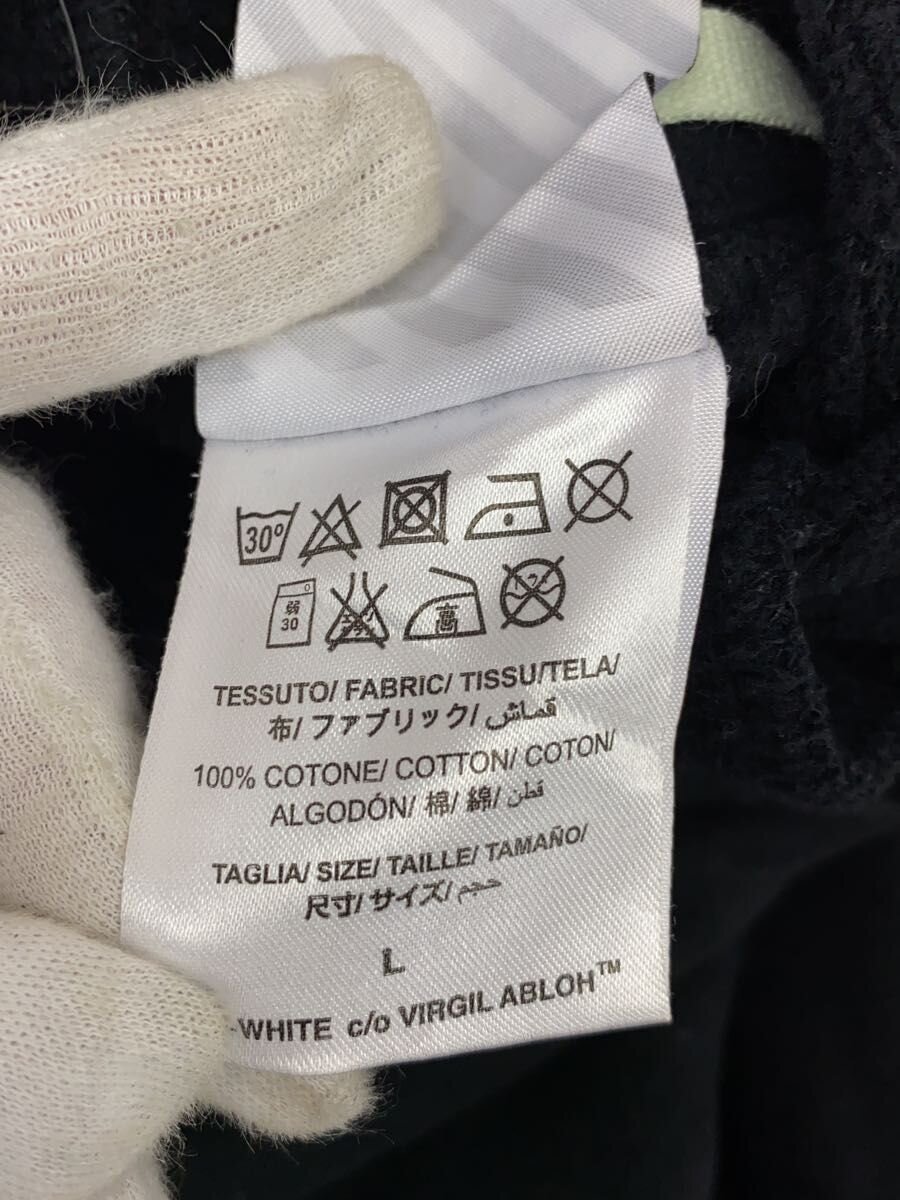 30°
弱
30
高
TESSUTO/ FABRIC/ TISSU/TELA/
布/ファブリック/ قماش
100% COTONE/ COTTON/ COTON/
ALGODÓN/ 棉/ 綿/ قطن
TAGLIA/ SIZE/ TAILLE/ TAMAÑO/
尺寸/ サイズ/ حجم
L
-WHITE c/o VIRGIL ABLOH™